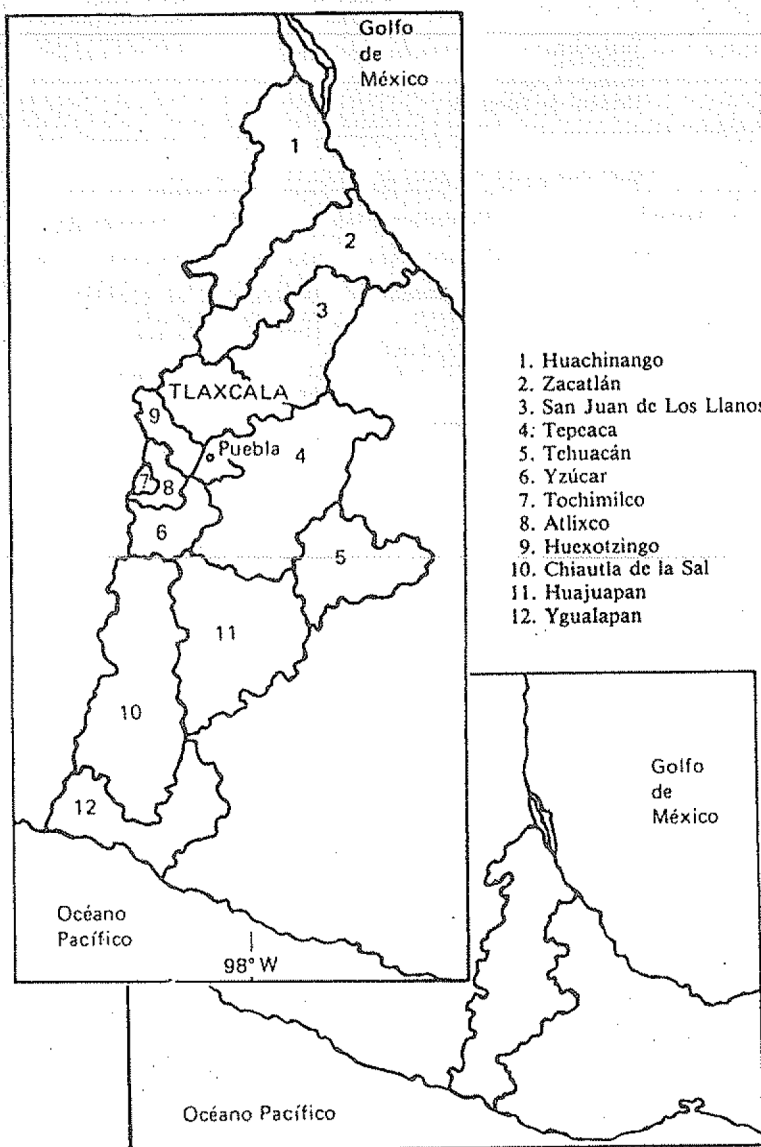 Golfo
de
México
1
2
3
TLAXCALA
9
Puebla
4
7
8
6
5
11
10
12
Océano
Pacífico
98° W
1. Huachinango
2. Zacatlán
3. San Juan de Los Llanos
4. Tepeaca
5. Tehuacán
6. Yzúcar
7. Tochimilco
8. Atlixco
9. Huexotzingo
10. Chiautla de la Sal
11. Huajuapan
12. Ygualapan
Golfo
de
México
Océano Pacífico